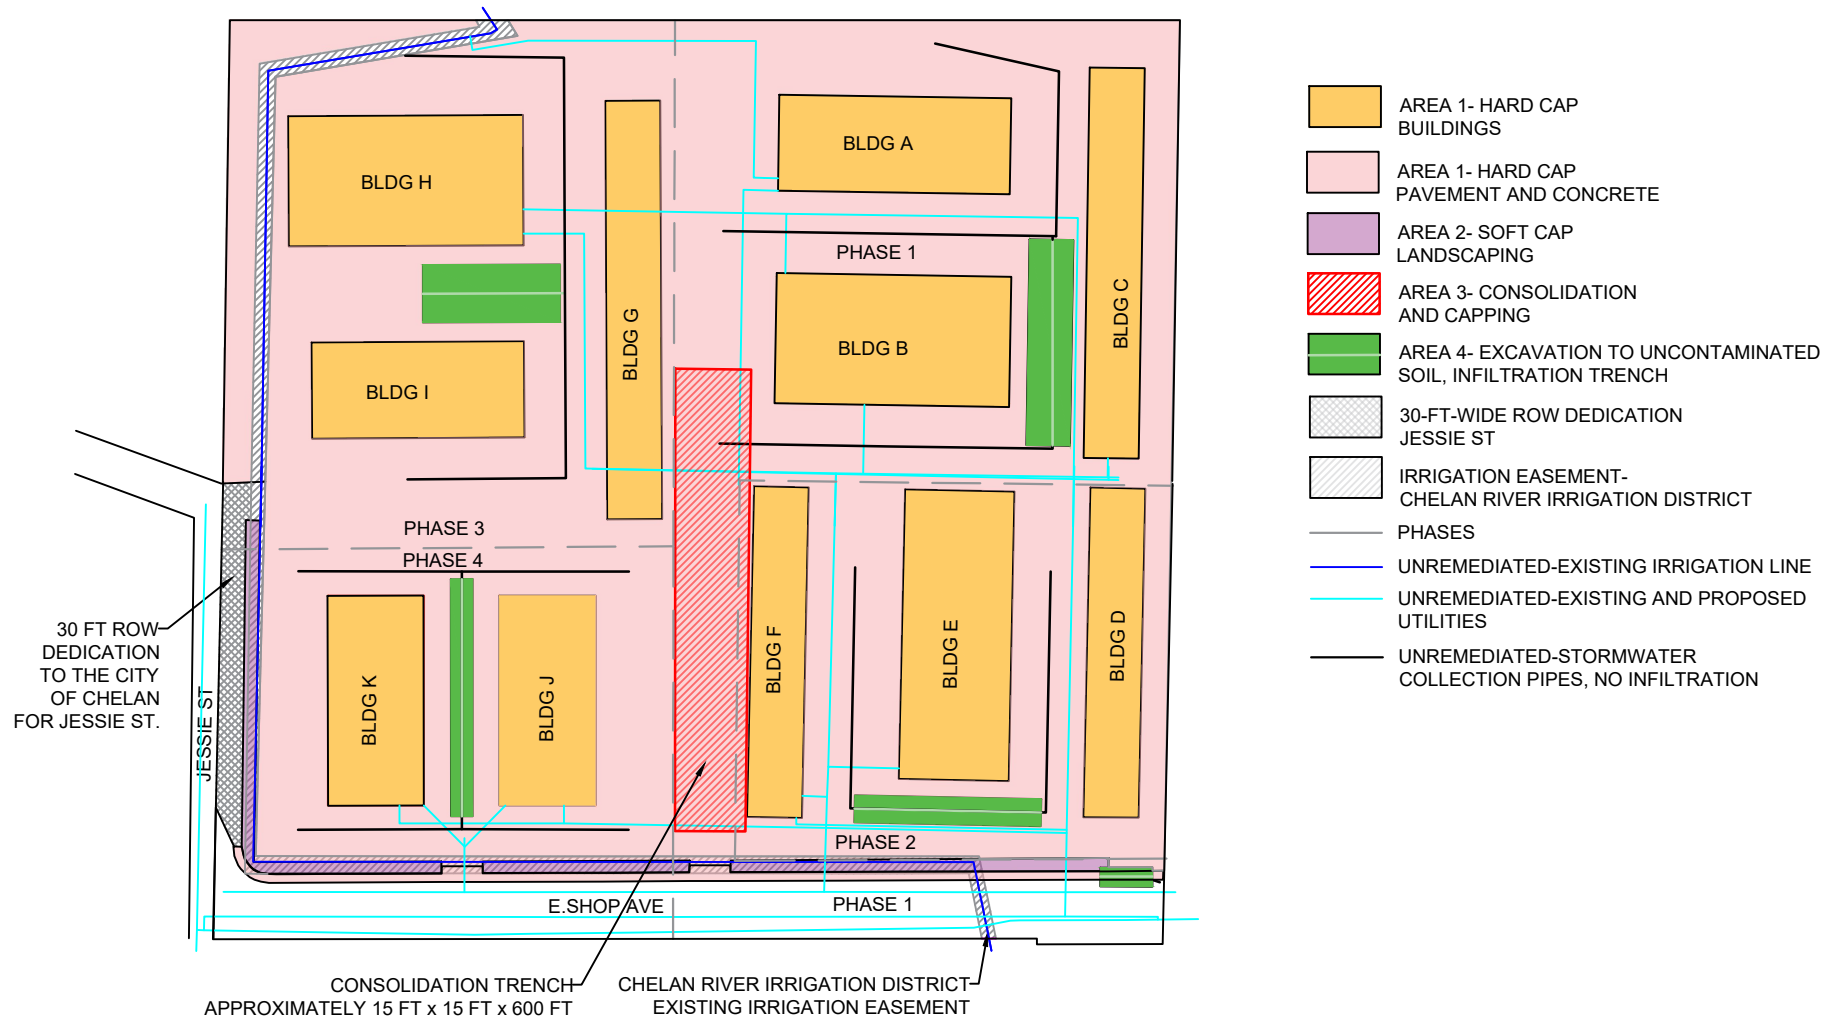 BLDG A
BLDG H
PHASE 1
BLDG C
BLDG G
BLDG B
BLDG I
PHASE 3
PHASE 4
BLDG F
BLDG E
BLDG D
BLDG K
BLDG J
PHASE 2
E.SHOP AVE
PHASE 1
JESSIE ST
30 FT ROW
DEDICATION
TO THE CITY
OF CHELAN
FOR JESSIE ST.
CONSOLIDATION TRENCH
APPROXIMATELY 15 FT x 15 FT x 600 FT
CHELAN RIVER IRRIGATION DISTRICT
EXISTING IRRIGATION EASEMENT
AREA 1- HARD CAP
BUILDINGS
AREA 1- HARD CAP
PAVEMENT AND CONCRETE
AREA 2- SOFT CAP
LANDSCAPING
AREA 3- CONSOLIDATION
AND CAPPING
AREA 4- EXCAVATION TO UNCONTAMINATED
SOIL, INFILTRATION TRENCH
30-FT-WIDE ROW DEDICATION
JESSIE ST
IRRIGATION EASEMENT-
CHELAN RIVER IRRIGATION DISTRICT
PHASES
UNREMEDIATED-EXISTING IRRIGATION LINE
UNREMEDIATED-EXISTING AND PROPOSED
UTILITIES
UNREMEDIATED-STORMWATER
COLLECTION PIPES, NO INFILTRATION